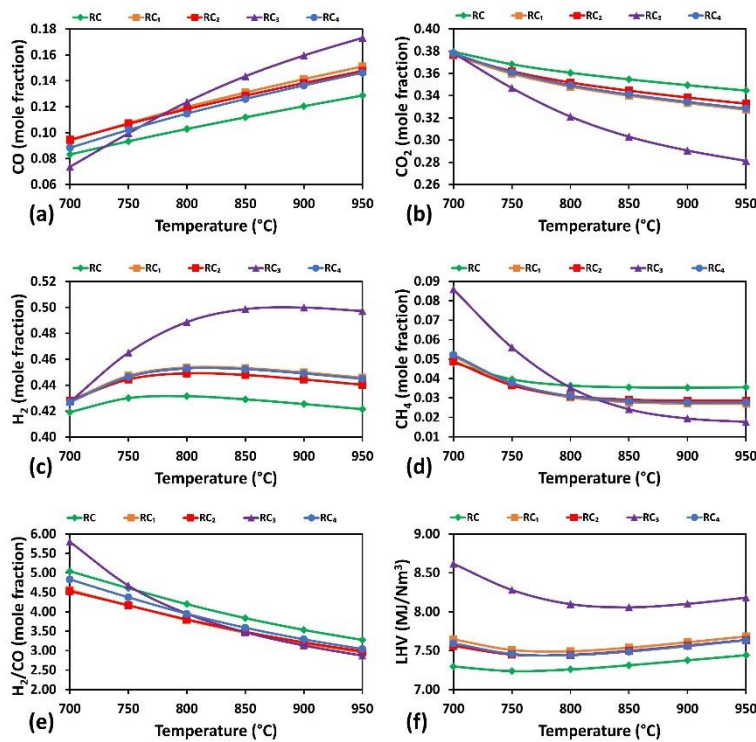 RC RC₁ RC₂ RC₃ RC₄
CO (mole fraction)
0.18
0.16
0.14
0.12
0.10
0.08
0.06
700 750 800 850 900 950
(a)
Temperature (°C)
RC RC₁ RC₂ RC₃ RC₄
CO₂ (mole fraction)
0.40
0.38
0.36
0.34
0.32
0.30
0.28
0.26
700 750 800 850 900 950
(b)
Temperature (°C)
RC RC₁ RC₂ RC₃ RC₄
H₂ (mole fraction)
0.52
0.50
0.48
0.46
0.44
0.42
0.40
700 750 800 850 900 950
(c)
Temperature (°C)
RC RC₁ RC₂ RC₃ RC₄
CH₄ (mole fraction)
0.09
0.08
0.07
0.06
0.05
0.04
0.03
0.02
0.01
700 750 800 850 900 950
(d)
Temperature (°C)
RC RC₁ RC₂ RC₃ RC₄
H₂/CO (mole fraction)
6.00
5.50
5.00
4.50
4.00
3.50
3.00
2.50
2.00
700 750 800 850 900 950
(e)
Temperature (°C)
RC RC₁ RC₂ RC₃ RC₄
LHV (MJ/Nm³)
9.00
8.50
8.00
7.50
7.00
700 750 800 850 900 950
(f)
Temperature (°C)